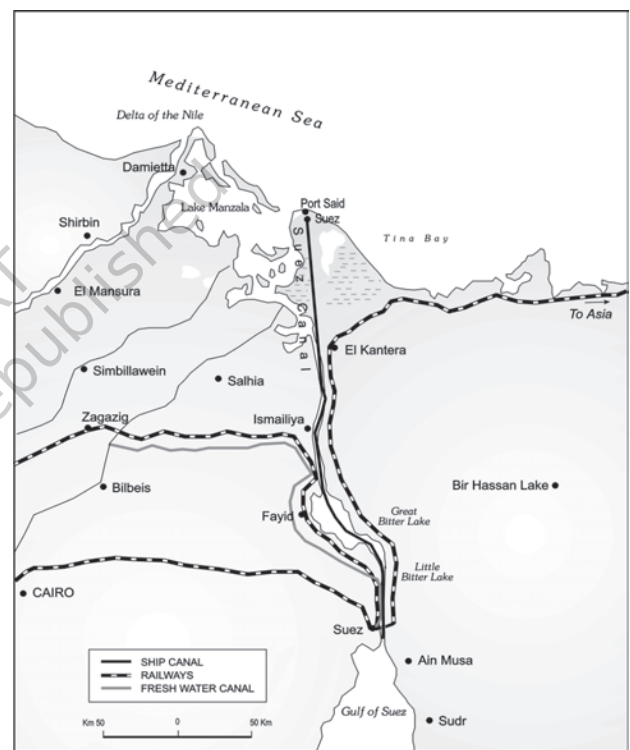 Mediterranean Sea
Delta of the Nile
Damietta
Lake Manzala
Port Said
Suez
Shirbin
Tina Bay
Suez Canal
El Mansura
To Asia
El Kantera
Simbillawein
Salhia
Zagazig
Ismailiya
Bilbeis
Bir Hassan Lake
Fayid
Great
Bitter Lake
Little
Bitter Lake
CAIRO
Suez
SHIP CANAL
RAILWAYS
FRESH WATER CANAL
Ain Musa
Gulf of Suez
Sudr
Km 50 0 50 Km
republished